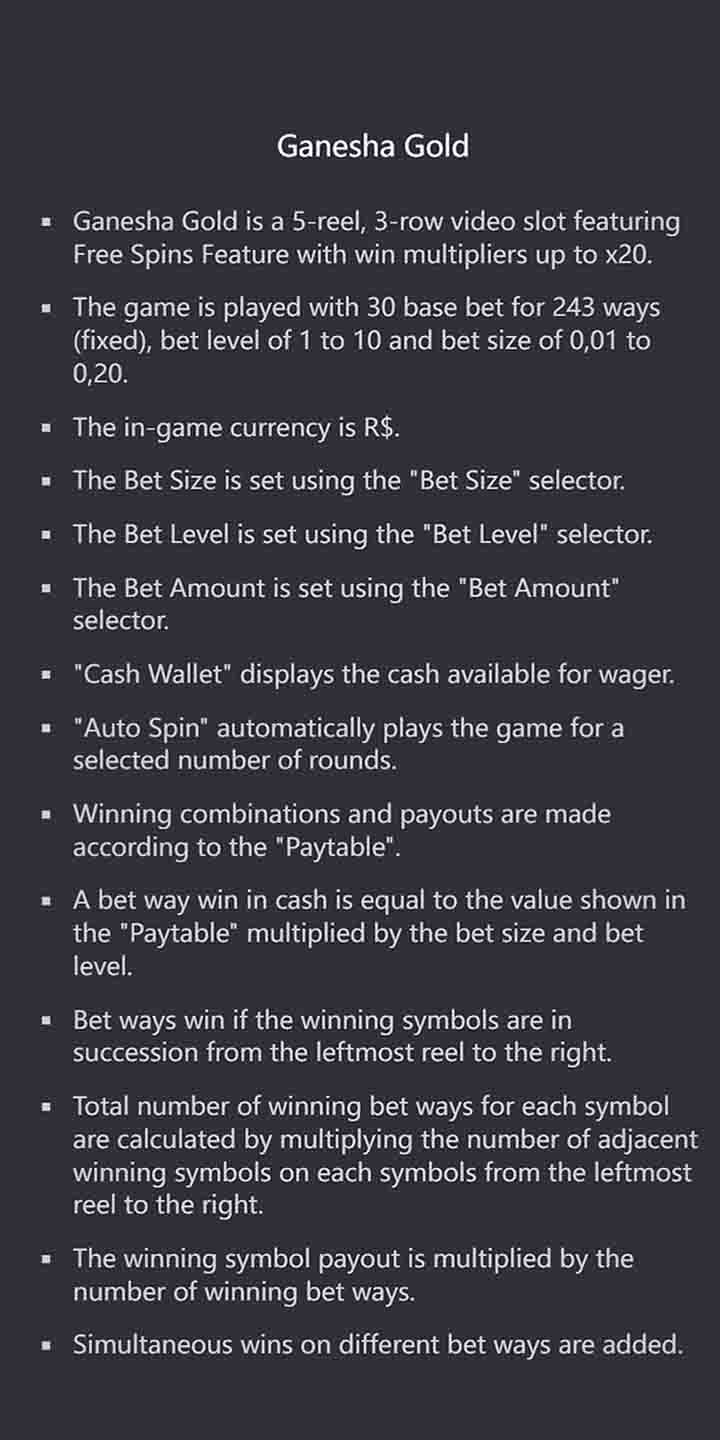 Ganesha Gold
▪ Ganesha Gold is a 5-reel, 3-row video slot featuring
Free Spins Feature with win multipliers up to x20.
▪ The game is played with 30 base bet for 243 ways
(fixed), bet level of 1 to 10 and bet size of 0,01 to
0,20.
▪ The in-game currency is R$.
▪ The Bet Size is set using the "Bet Size" selector.
▪ The Bet Level is set using the "Bet Level" selector.
▪ The Bet Amount is set using the "Bet Amount"
selector.
▪ "Cash Wallet" displays the cash available for wager.
▪ "Auto Spin" automatically plays the game for a
selected number of rounds.
▪ Winning combinations and payouts are made
according to the "Paytable".
▪ A bet way win in cash is equal to the value shown in
the "Paytable" multiplied by the bet size and bet
level.
▪ Bet ways win if the winning symbols are in
succession from the leftmost reel to the right.
▪ Total number of winning bet ways for each symbol
are calculated by multiplying the number of adjacent
winning symbols on each symbols from the leftmost
reel to the right.
▪ The winning symbol payout is multiplied by the
number of winning bet ways.
▪ Simultaneous wins on different bet ways are added.